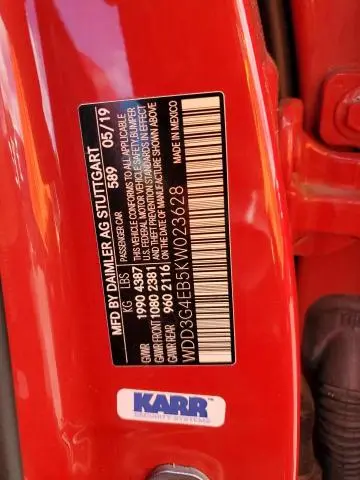 MFD BY DAIMLER AG STUTTGART 05/19
PASSENGER CAR 589
KG LBS
GVWR 1990 4387
GAWR FRONT 1080 2381
GAWR REAR 960 2116
THIS VEHICLE CONFORMS TO ALL APPLICABLE
U.S. FEDERAL MOTOR VEHICLE SAFETY, BUMPER
AND THEFT PREVENTION STANDARDS IN EFFECT
ON THE DATE OF MANUFACTURE SHOWN ABOVE
MADE IN MEXICO
WDD3G4EB5KW023628
KARR
SECURITY SYSTEMS